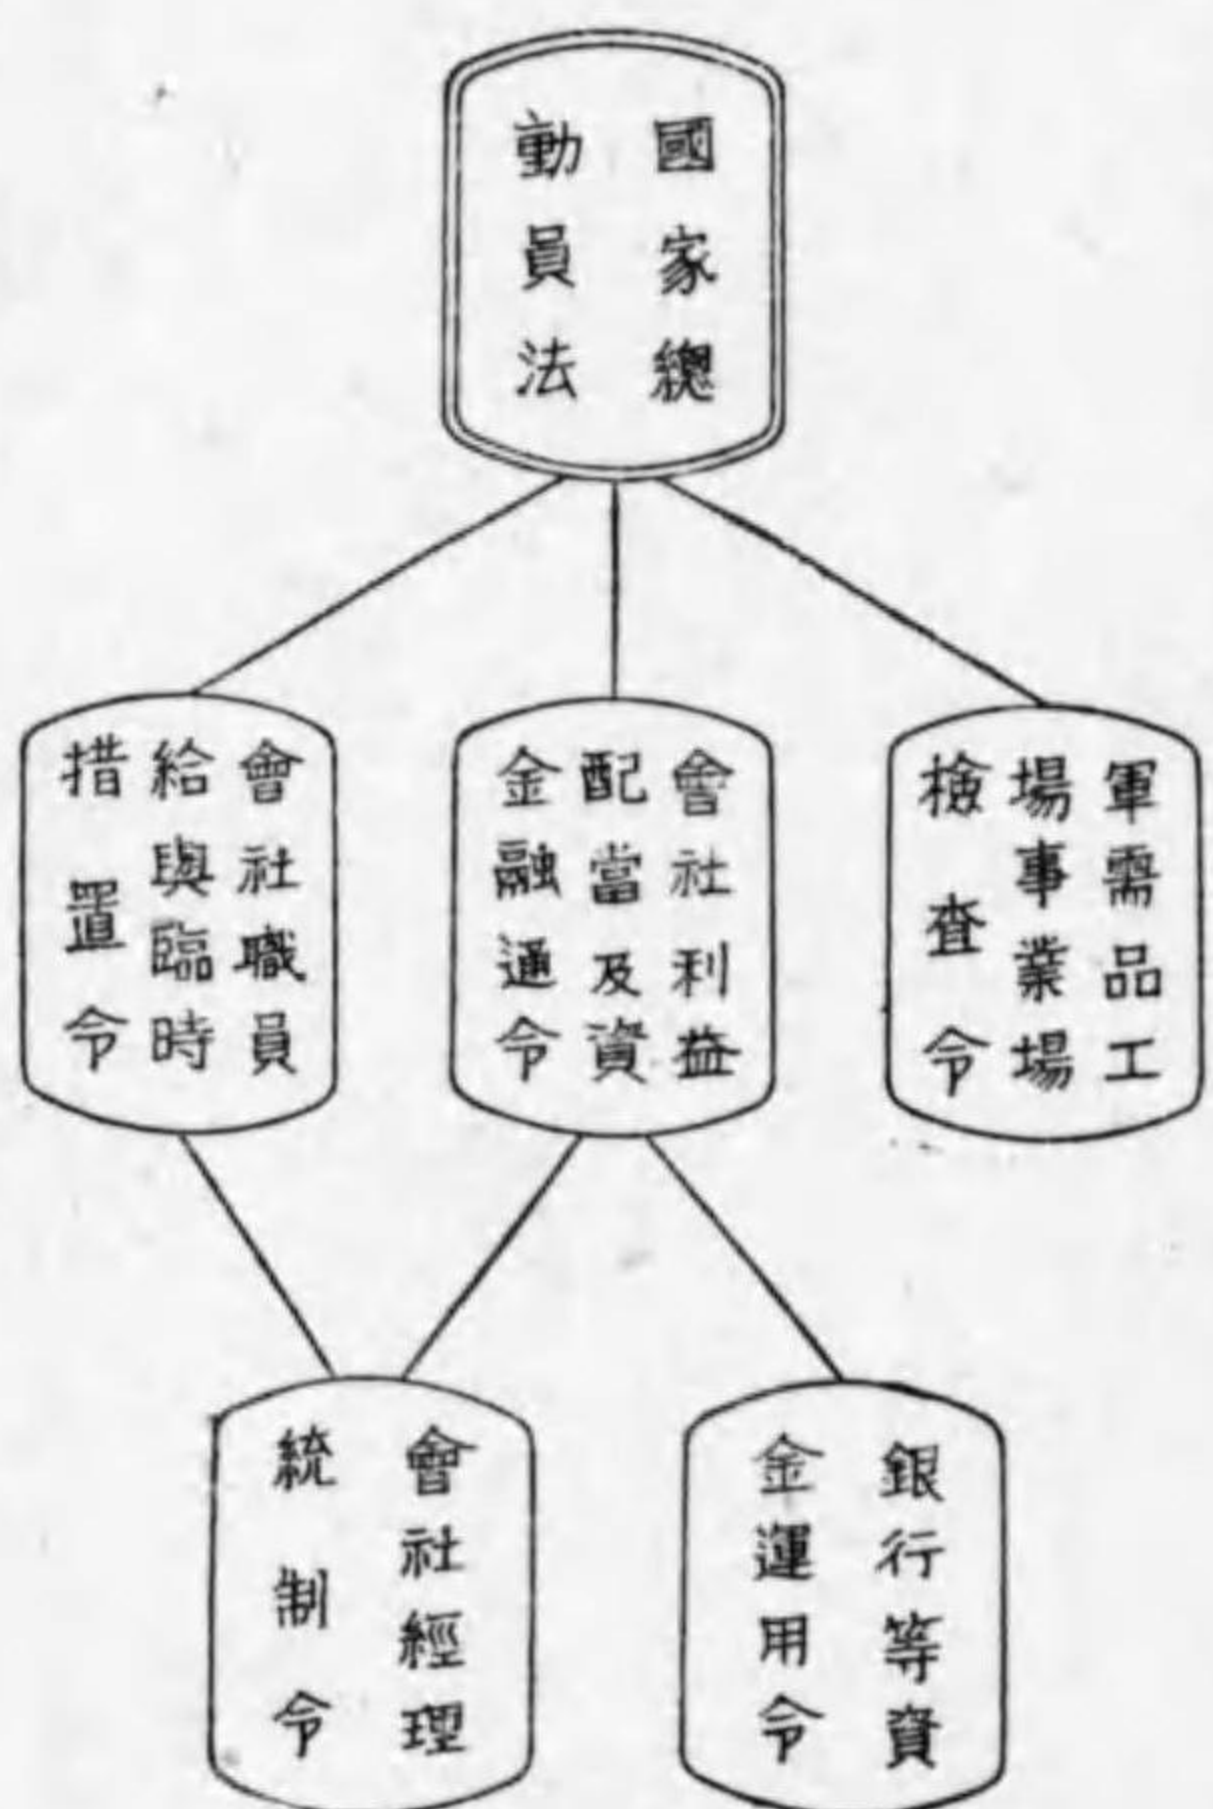 國家總
動員法
軍需品工
場事業場
檢査令
會社利益
配當及資
金融通令
會社職員
給與臨時
措置令
銀行等資
金運用令
會社經理
統制令